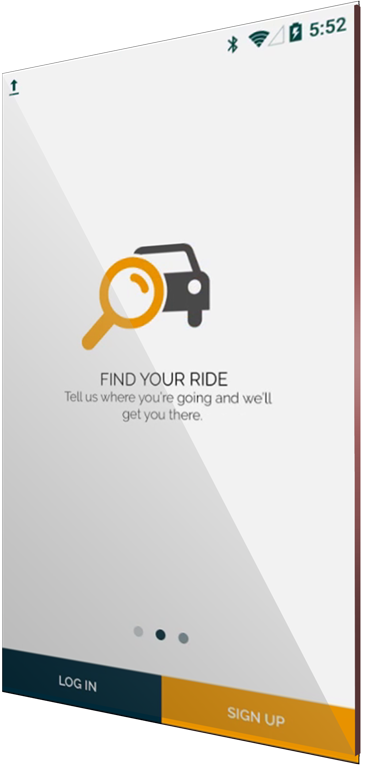 5:52
FIND YOUR RIDE
Tell us where you're going and we'll
get you there.
LOG IN
SIGN UP